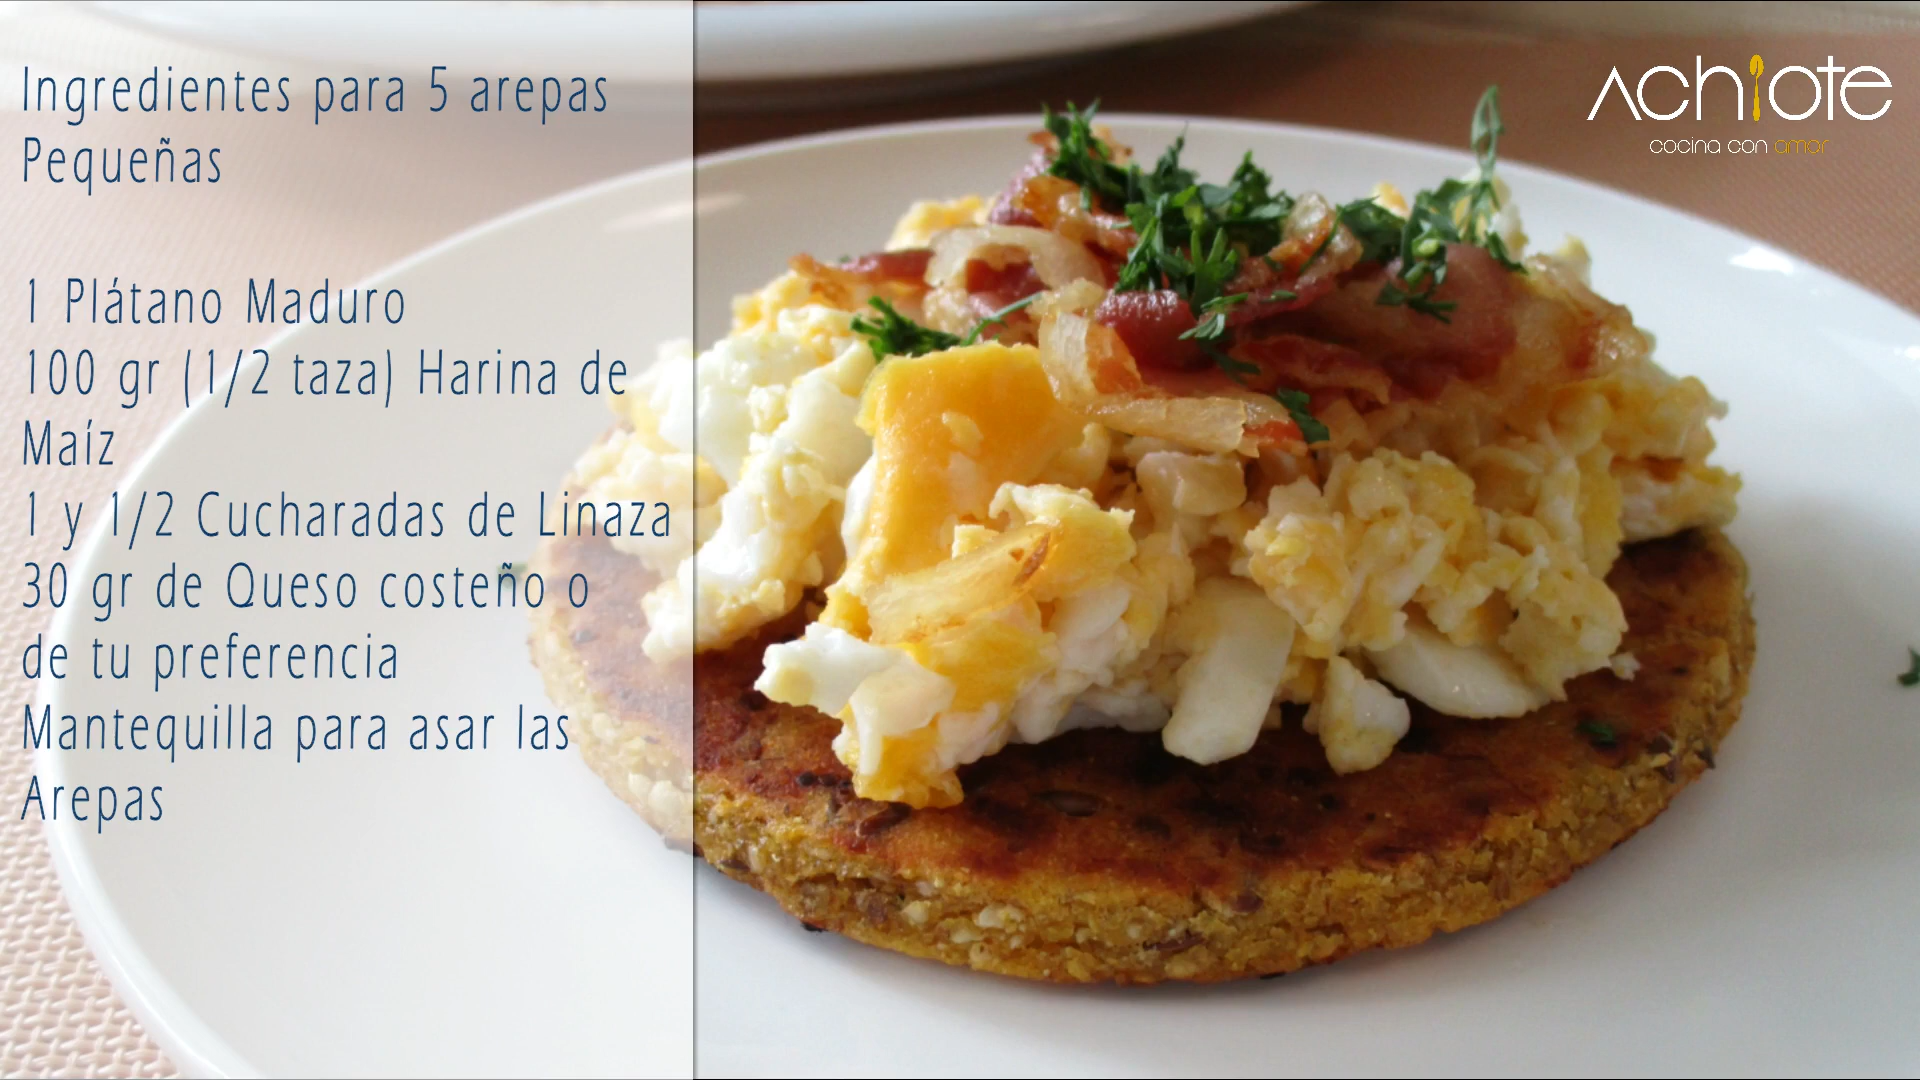 Ingredientes para 5 arepas
Pequeñas
1 Plátano Maduro
100 gr (1/2 taza) Harina de
Maíz
1 y 1/2 Cucharadas de Linaza
30 gr de Queso costeño o
de tu preferencia
Mantequilla para asar las
Arepas
Achiote
cocina con amor